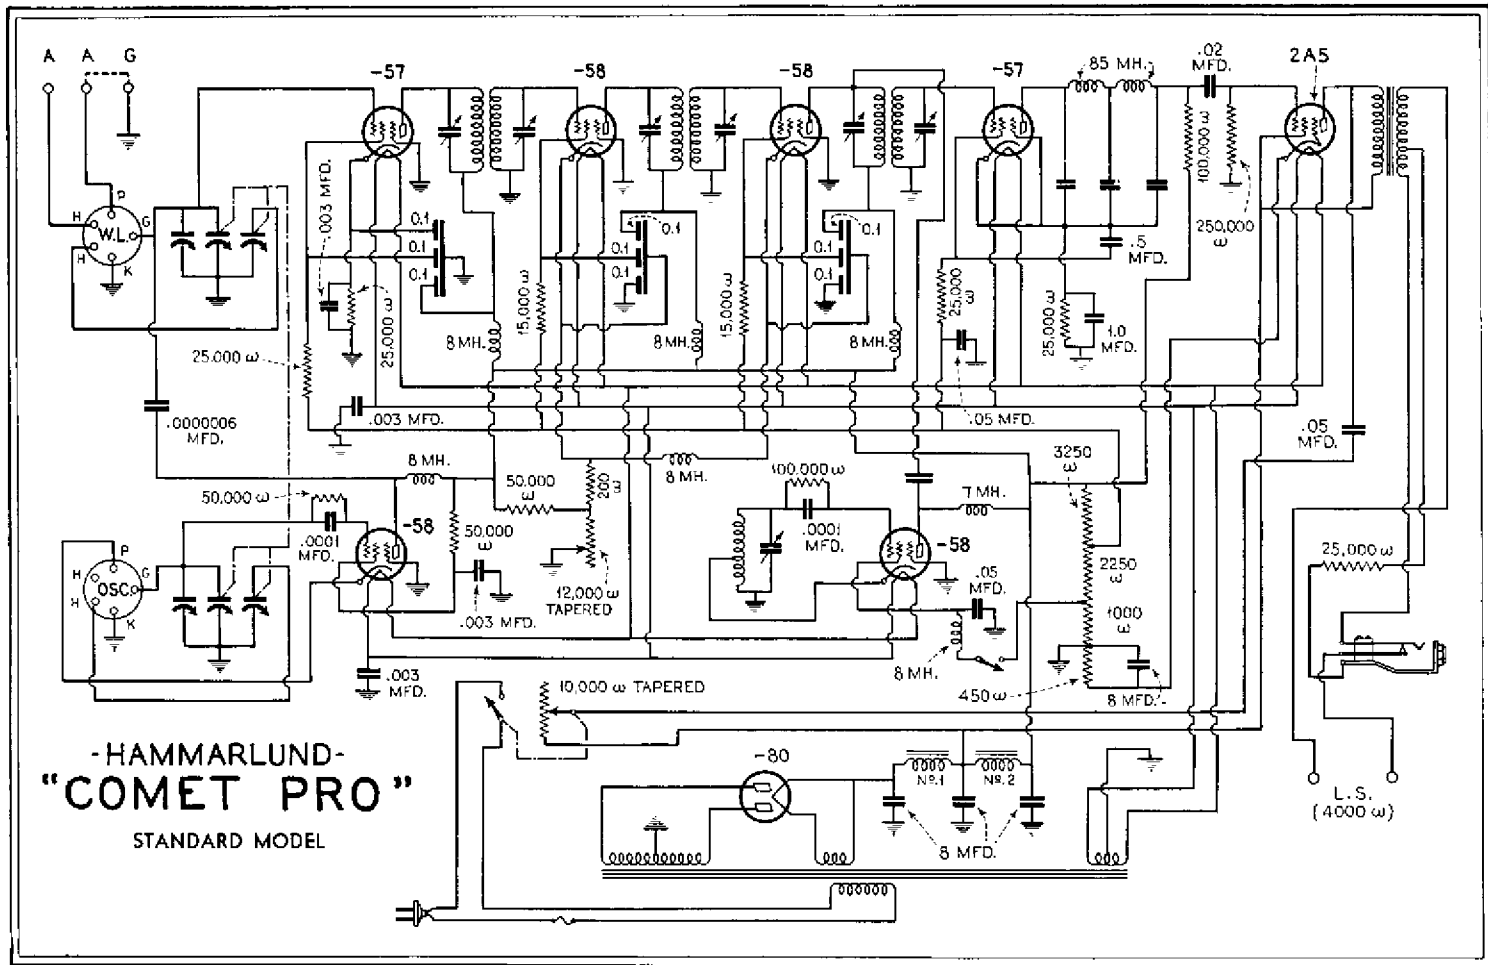 A A G
-57
-58
-58
-57
85 MH.
.02
MFD.
2A5
100,000 ω
250,000
ω
P
H
W.L.
G
H
K
.003 MFD.
0.1
0.1
0.1
0.1
0.1
0.1
0.1
0.1
0.1
.5
MFD.
25,000 ω
25,000 ω
15,000 ω
15,000 ω
25,000
ω
25,000 ω
1.0
MFD.
8 MH.
8 MH.
8 MH.
.0000006
MFD.
.003 MFD.
.05 MFD.
.05
MFD.
8 MH.
8 MH.
200
ω
3250
ω
50,000 ω
50,000
ω
100,000 ω
7 MH.
.0001
MFD.
-58
50,000
ω
.0001
MFD.
-58
2250
ω
25,000 ω
P
H
OSC.
G
H
K
12,000 ω
TAPERED
.05
MFD.
1000
ω
.003 MFD.
.003
MFD.
8 MH.
450 ω
8 MFD.
10,000 ω TAPERED
-HAMMARLUND-
"COMET PRO"
STANDARD MODEL
-80
Nº.1
Nº.2
8 MFD.
L.S.
(4000 ω)